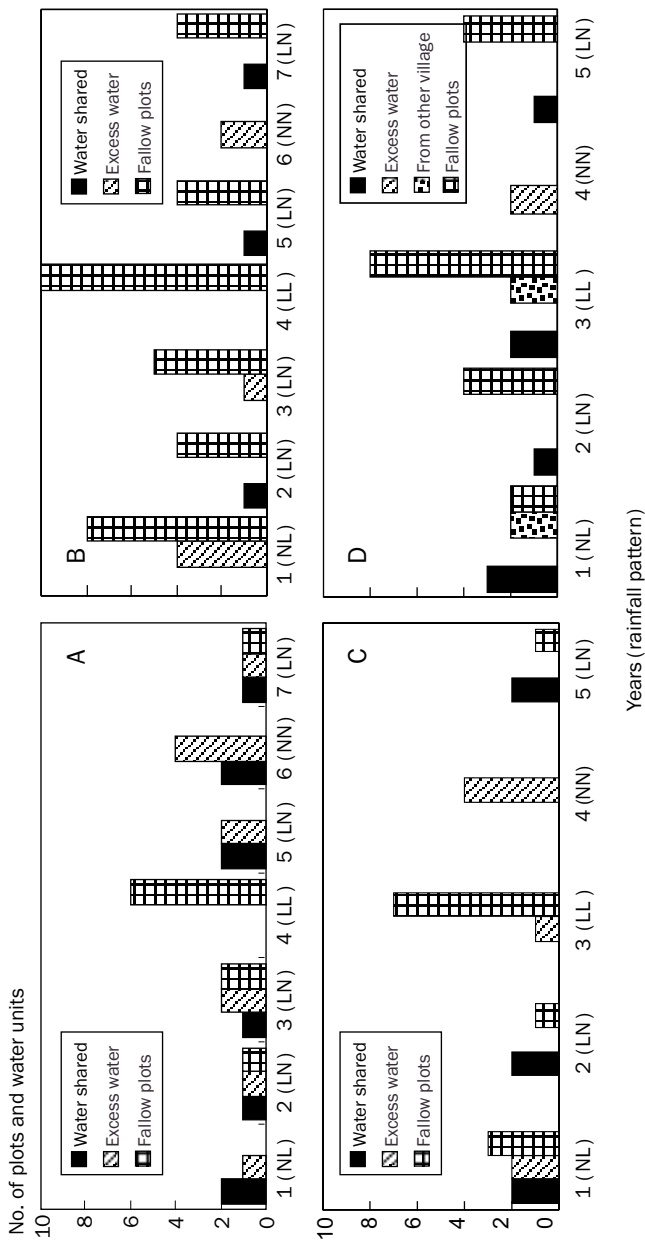 No. of plots and water units
10
8
6
4
2
0
A
Water shared
Excess water
Fallow plots
1 (NL)
2 (LN)
3 (LN)
4 (LL)
5 (LN)
6 (NN)
7 (LN)
B
Water shared
Excess water
Fallow plots
1 (NL)
2 (LN)
3 (LN)
4 (LL)
5 (LN)
6 (NN)
7 (LN)
10
8
6
4
2
0
C
Water shared
Excess water
Fallow plots
1 (NL)
2 (LN)
3 (LL)
4 (NN)
5 (LN)
D
Water shared
Excess water
From other village
Fallow plots
1 (NL)
2 (LN)
3 (LL)
4 (NN)
5 (LN)
Years (rainfall pattern)